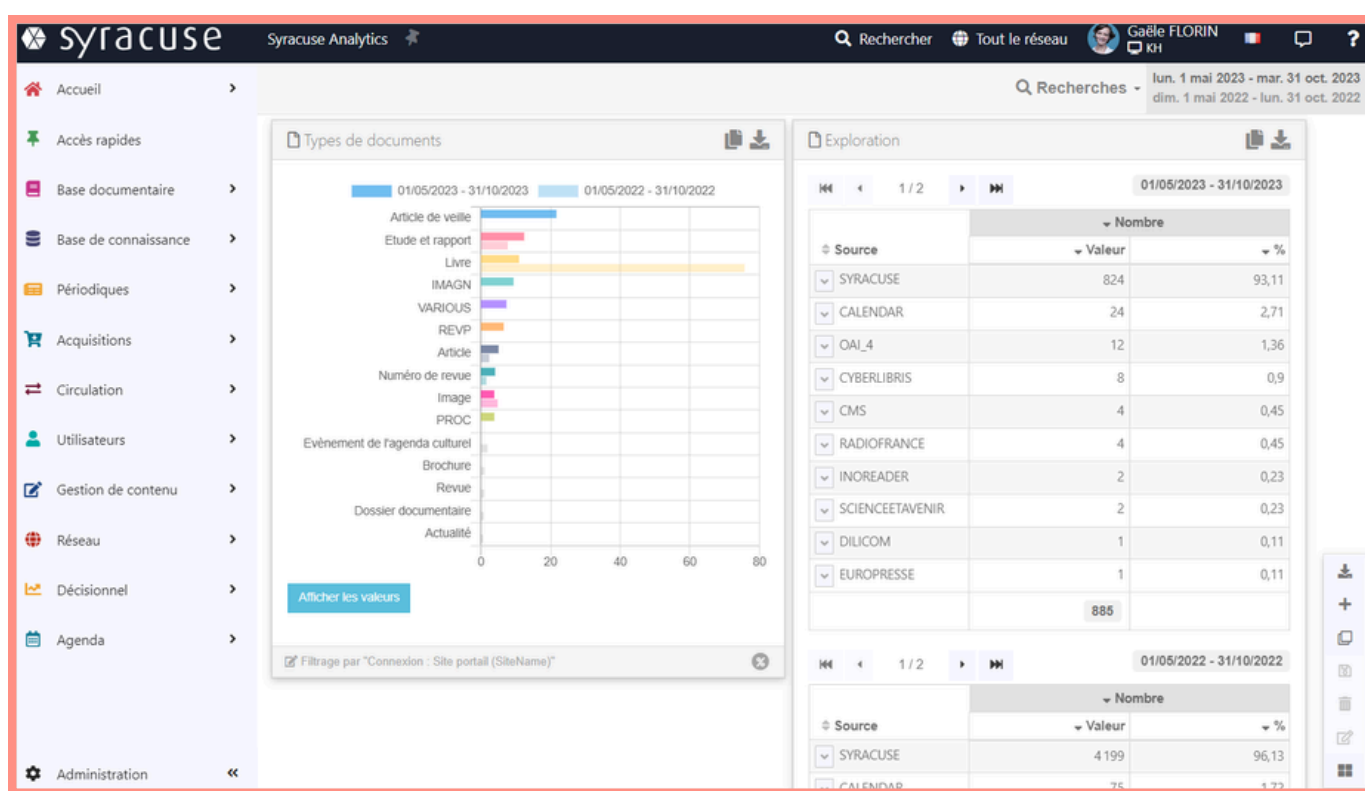 syracuse
Syracuse Analytics
Rechercher
Tout le réseau
Gaële FLORIN
KH
?
Recherches
lun. 1 mai 2023 - mar. 31 oct. 2023
dim. 1 mai 2022 - lun. 31 oct. 2022
Accueil
Accès rapides
Base documentaire
Base de connaissance
Périodiques
Acquisitions
Circulation
Utilisateurs
Gestion de contenu
Réseau
Décisionnel
Agenda
Administration
Types de documents
01/05/2023 - 31/10/2023 01/05/2022 - 31/10/2022
Article de veille
Etude et rapport
Livre
IMAGN
VARIOUS
REVP
Article
Numéro de revue
Image
PROC
Evènement de l'agenda culturel
Brochure
Revue
Dossier documentaire
Actualité
0 20 40 60 80
Afficher les valeurs
Filtrage par "Connexion : Site portail (SiteName)"
Exploration
1 / 2 01/05/2023 - 31/10/2023
Nombre
Source Valeur %
SYRACUSE 824 93,11
CALENDAR 24 2,71
OAI_4 12 1,36
CYBERLIBRIS 8 0,9
CMS 4 0,45
RADIOFRANCE 4 0,45
INOREADER 2 0,23
SCIENCEETAVENIR 2 0,23
DILICOM 1 0,11
EUROPRESSE 1 0,11
885
1 / 2 01/05/2022 - 31/10/2022
Nombre
Source Valeur %
SYRACUSE 4 199 96,13
CALENDAR 75 1,72